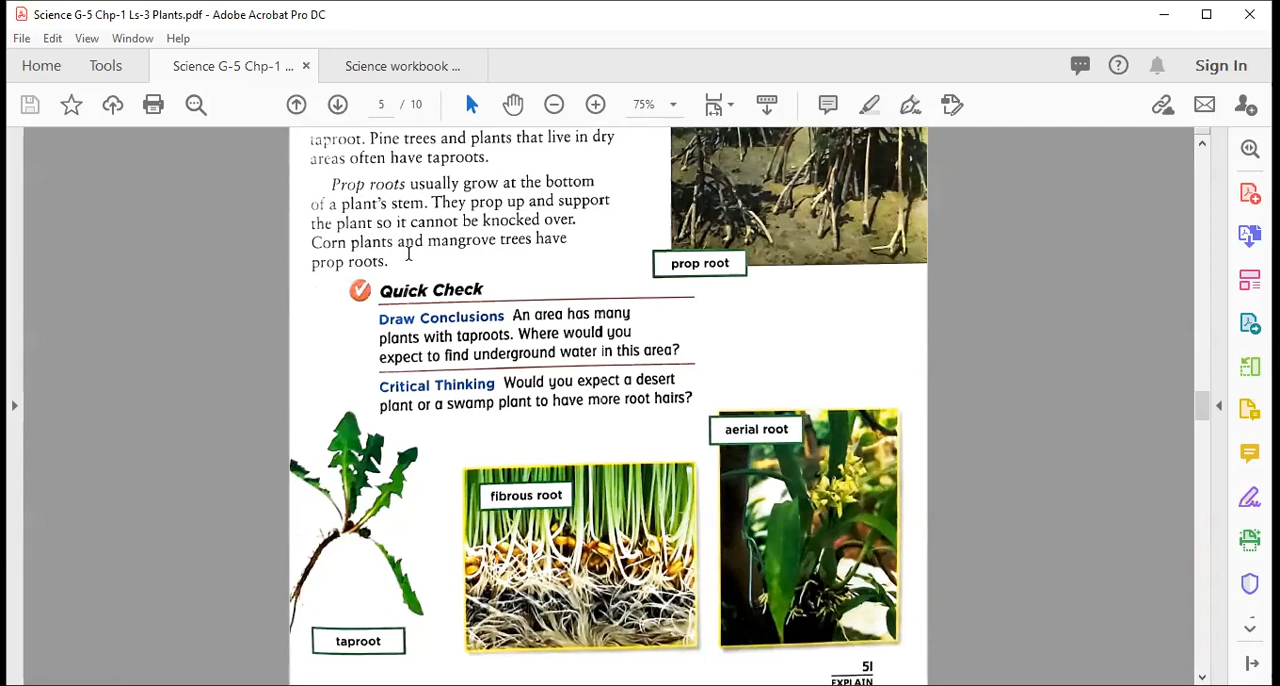 Science G-5 Chp-1 Ls-3 Plants.pdf - Adobe Acrobat Pro DC
File Edit View Window Help
Home Tools Science G-5 Chp-1 ... × Science workbook ... Sign In
5 / 10 75%
taproot. Pine trees and plants that live in dry
areas often have taproots.
Prop roots usually grow at the bottom
of a plant's stem. They prop up and support
the plant so it cannot be knocked over.
Corn plants and mangrove trees have
prop roots.
prop root
Quick Check
Draw Conclusions An area has many
plants with taproots. Where would you
expect to find underground water in this area?
Critical Thinking Would you expect a desert
plant or a swamp plant to have more root hairs?
aerial root
fibrous root
taproot
51
EXPLAIN